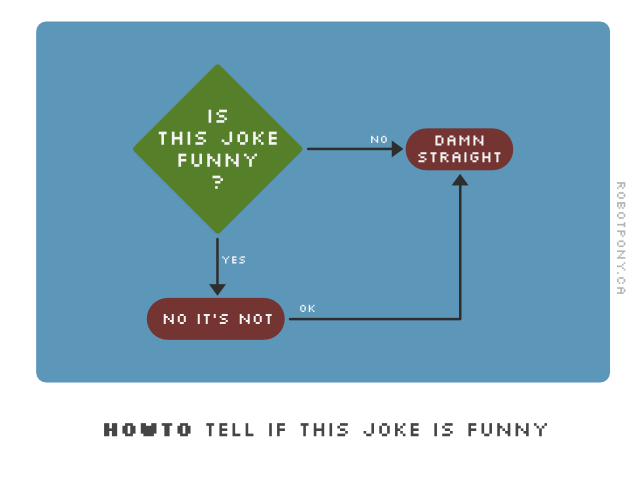 IS
THIS JOKE
FUNNY
?
NO
DAMN
STRAIGHT
YES
NO IT'S NOT
OK
ROBOTPONY.CA
HOWTO TELL IF THIS JOKE IS FUNNY